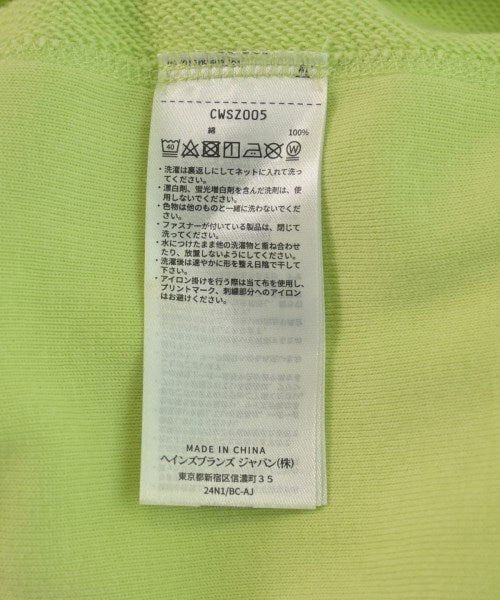 CWSZ005
綿 100%
40 W
・洗濯は裏返しにしてネットに入れて洗っ
てください。
・漂白剤、蛍光増白剤を含んだ洗剤は、使
用しないでください。
・色物は他のものと一緒に洗わないでくだ
さい。
・ファスナーが付いている製品は、閉じて
洗ってください。
・水につけたまま他の洗濯物と重ね合わせ
たり、放置しないようにしてください。
・洗濯後は速やかに形を整え日陰で干して
下さい。
・アイロン掛けを行う際は当て布を使用し、
プリントマーク、刺繍部分へのアイロン
はお避けください。
MADE IN CHINA
ヘインズブランズ ジャパン(株)
東京都新宿区信濃町35
24N1/BC-AJ